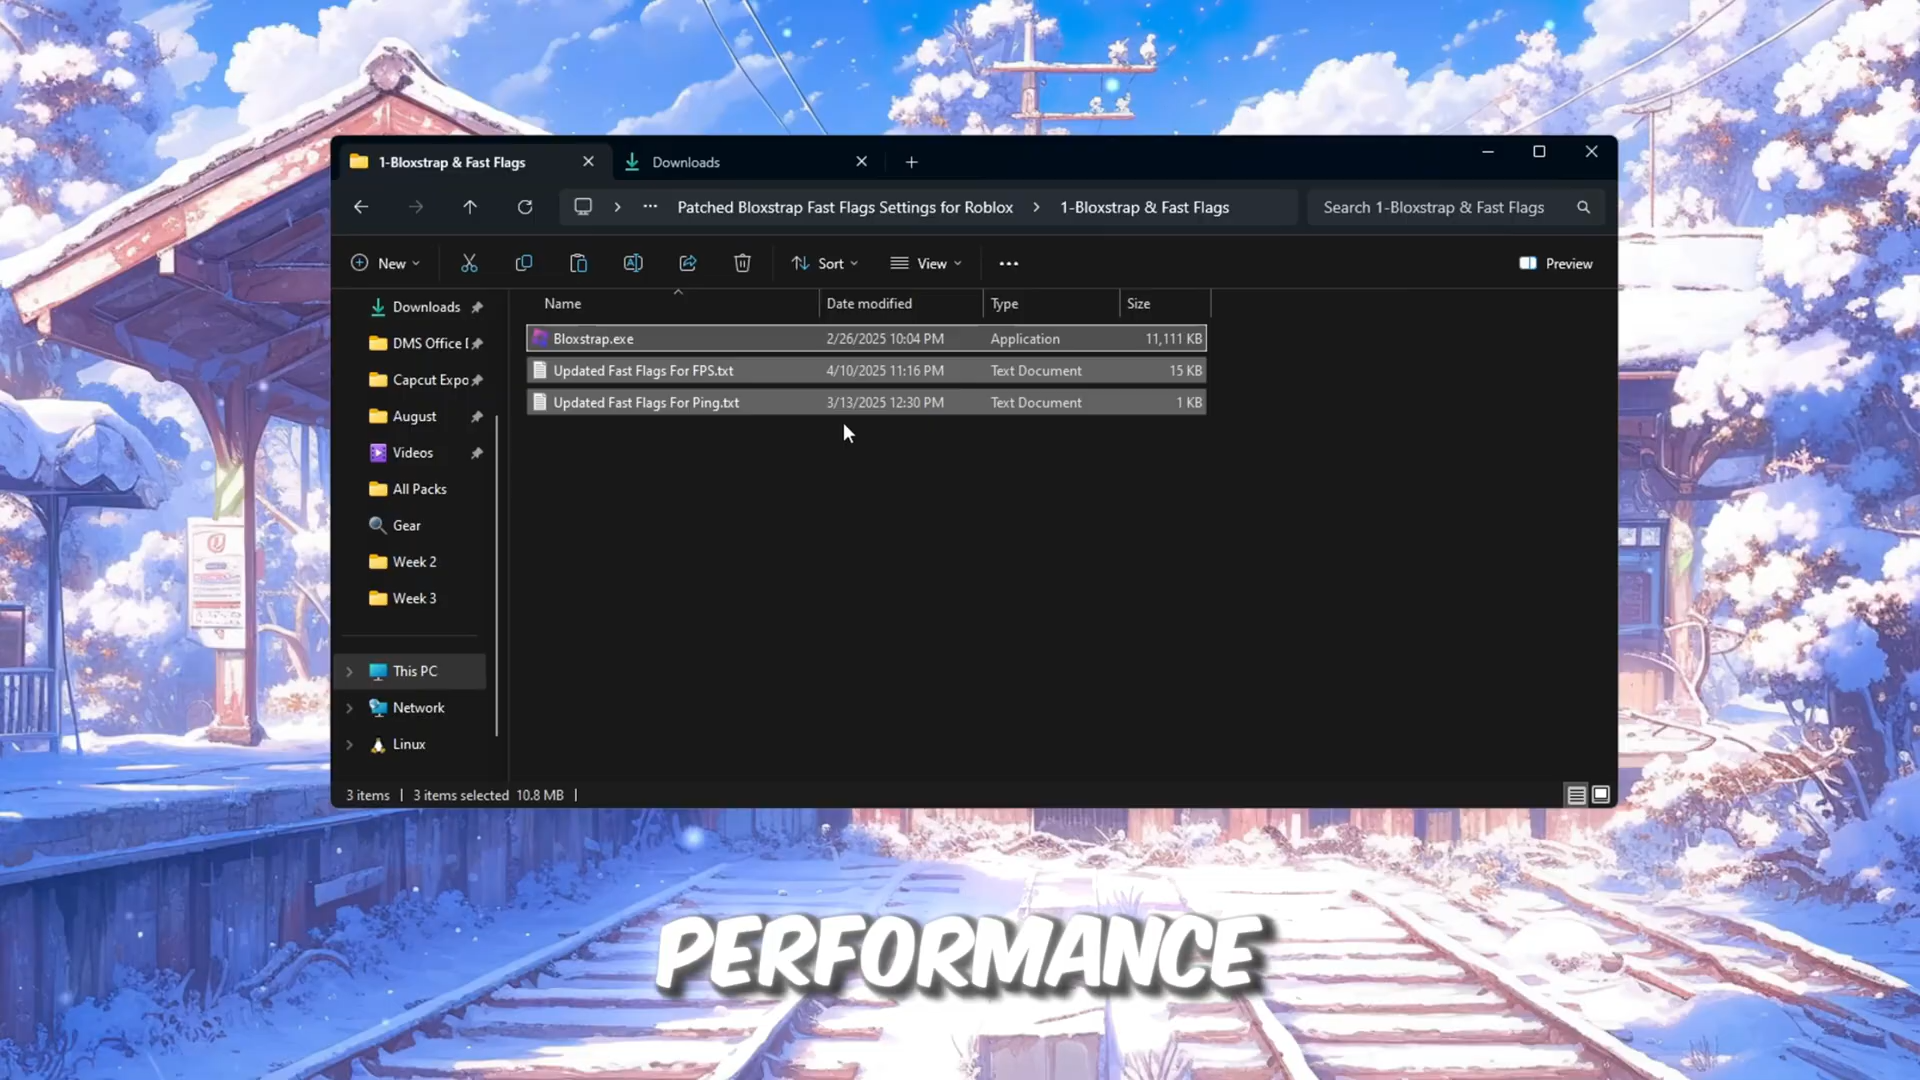 1-Bloxstrap & Fast Flags
Downloads
Patched Bloxstrap Fast Flags Settings for Roblox
1-Bloxstrap & Fast Flags
Search 1-Bloxstrap & Fast Flags
New
Sort
View
Preview
Name
Date modified
Type
Size
Bloxstrap.exe 2/26/2025 10:04 PM Application 11,111 KB
Updated Fast Flags For FPS.txt 4/10/2025 11:16 PM Text Document 15 KB
Updated Fast Flags For Ping.txt 3/13/2025 12:30 PM Text Document 1 KB
Downloads
DMS Office
Capcut Expo
August
Videos
All Packs
Gear
Week 2
Week 3
This PC
Network
Linux
3 items
3 items selected 10.8 MB
PERFORMANCE